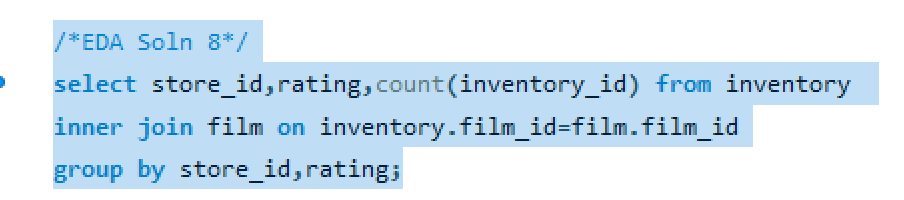 /*EDA Soln 8*/
select store_id,rating,count(inventory_id) from inventory
inner join film on inventory.film_id=film.film_id
group by store_id,rating;